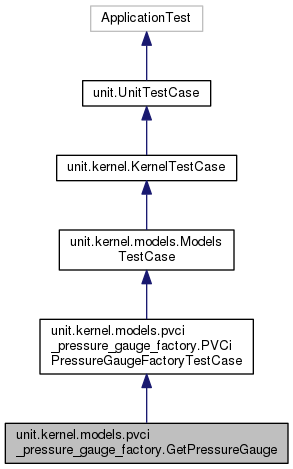 ApplicationTest
unit.UnitTestCase
unit.kernel.KernelTestCase
unit.kernel.models.Models
TestCase
unit.kernel.models.pvci
_pressure_gauge_factory.PVCi
PressureGaugeFactoryTestCase
unit.kernel.models.pvci
_pressure_gauge_factory.GetPressureGauge